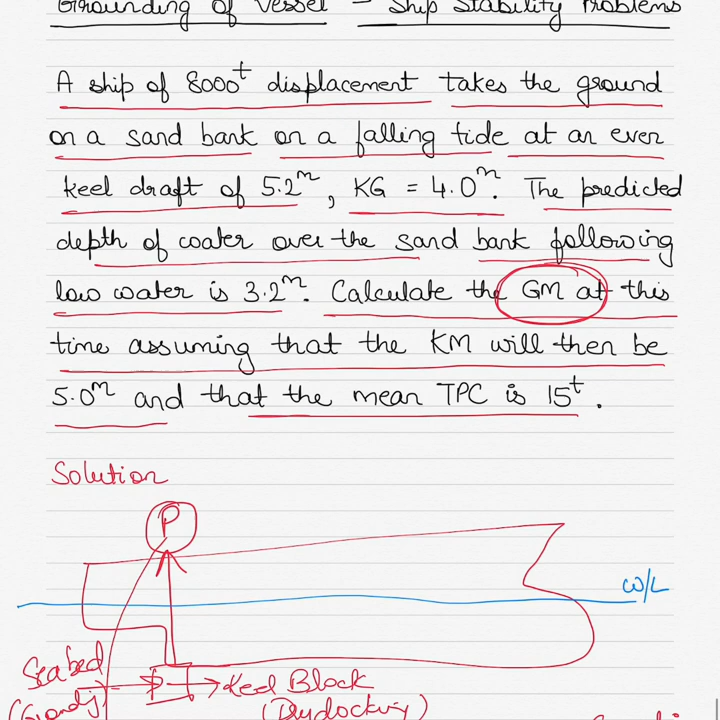 Grounding of Vessel - Ship Stability Problems
A ship of 8000t displacement takes the ground
on a sand bank on a falling tide at an even
keel draft of 5.2m, KG = 4.0m. The predicted
depth of water over the sand bank following
low water is 3.2m. Calculate the GM at this
time assuming that the KM will then be
5.0m and that the mean TPC is 15t.
Solution
P
W/L
Sea bed
Keel Block
(Drydocking)